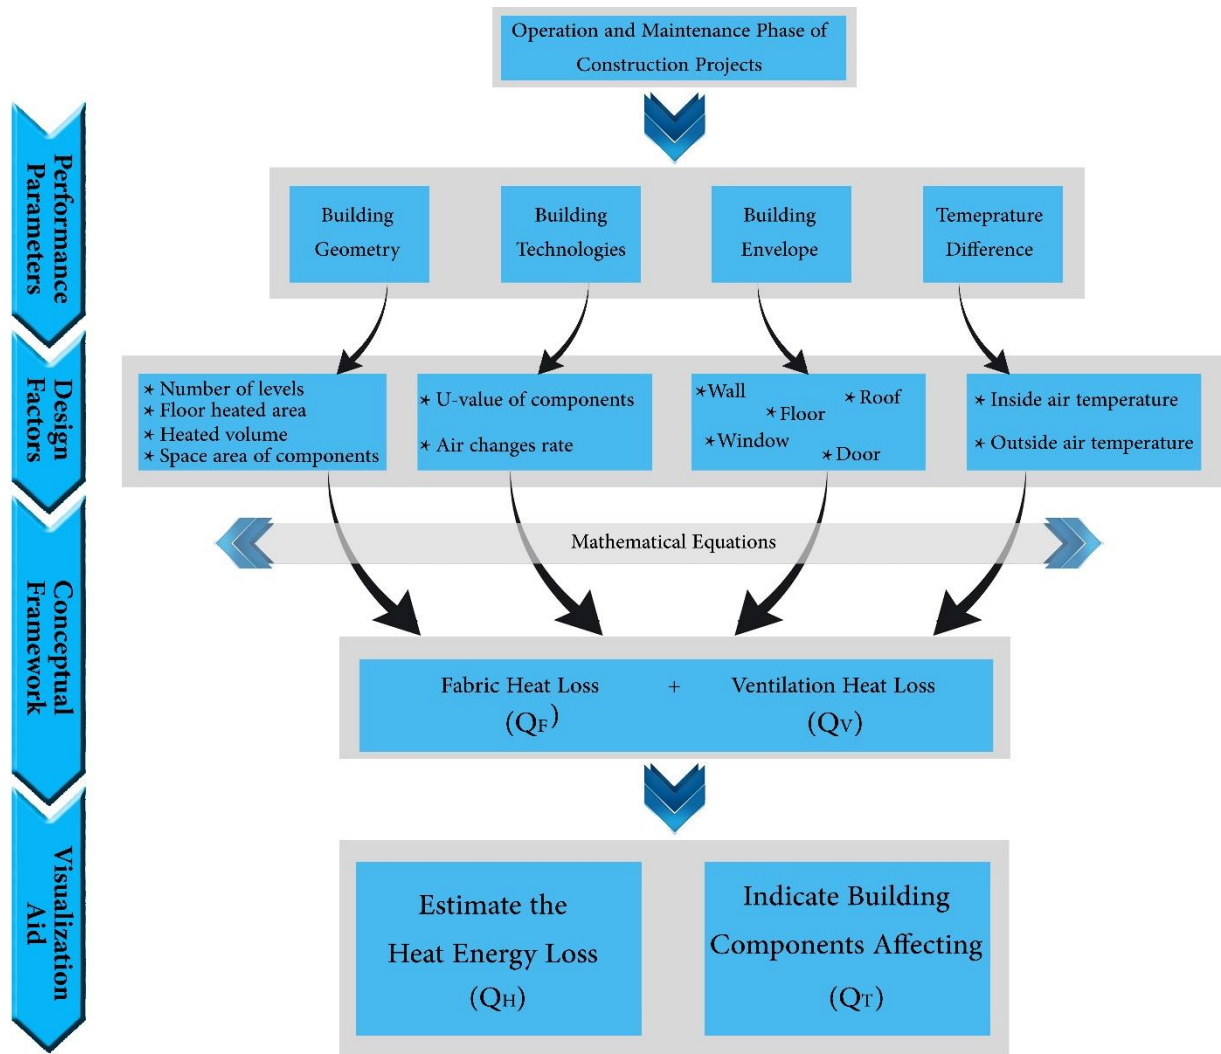 Operation and Maintenance Phase of
Construction Projects
Performance
Parameters
Building
Geometry
Building
Technologies
Building
Envelope
Temeprature
Difference
Design
Factors
* Number of levels
* Floor heated area
* Heated volume
* Space area of components
* U-value of components
* Air changes rate
* Wall
* Roof
* Floor
* Window
* Door
* Inside air temperature
* Outside air temperature
Conceptual
Framework
Mathematical Equations
Fabric Heat Loss + Ventilation Heat Loss
(QF) (QV)
Visualization
Aid
Estimate the
Heat Energy Loss
(QH)
Indicate Building
Components Affecting
(QT)